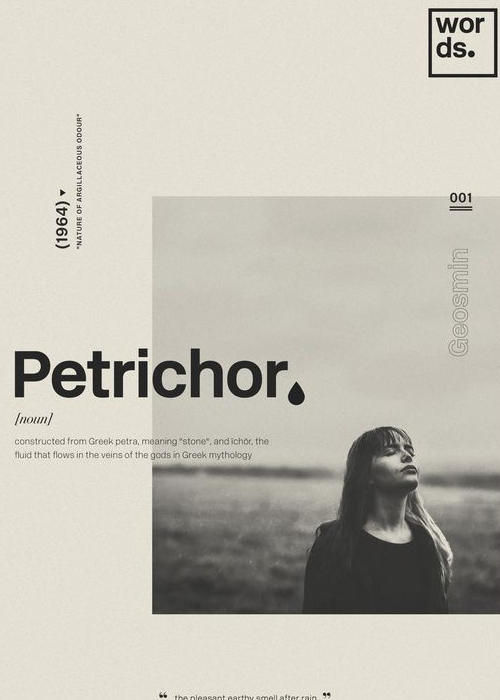 wor
ds.
(1964)
"NATURE OF ARGILLACEOUS ODOUR"
001
Geosmin
Petrichor
[noun]
constructed from Greek petra, meaning "stone", and īchōr, the
fluid that flows in the veins of the gods in Greek mythology
“ the pleasant earthy smell after rain ”